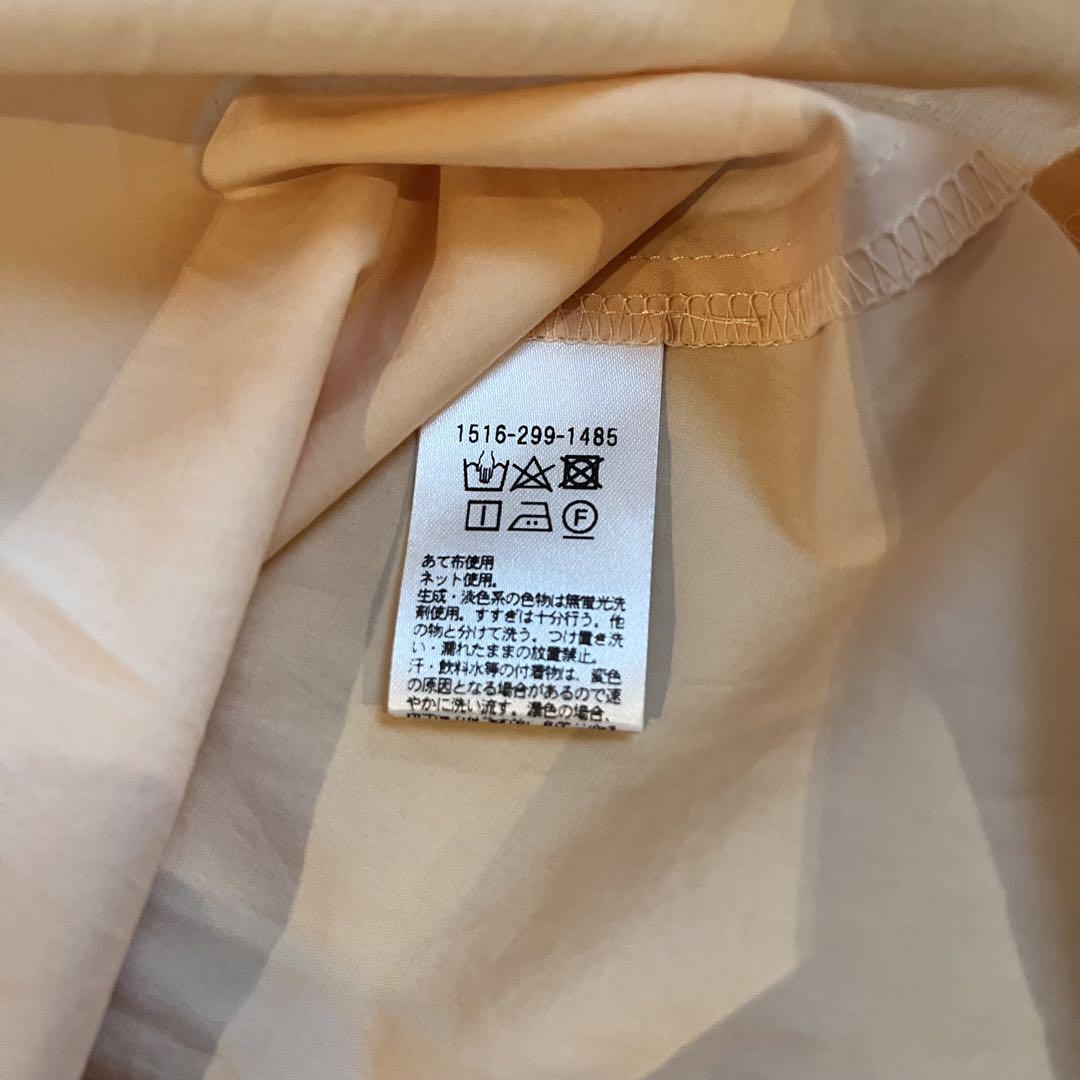 1516-299-1485
F
あて布使用
ネット使用。
生成・淡色系の色物は無蛍光洗
剤使用。すすぎは十分行う。他
の物と分けて洗う。つけ置き洗
い・濡れたままの放置禁止。
汗・飲料水等の付着物は、変色
の原因となる場合があるので速
やかに洗い流す。濃色の場合、